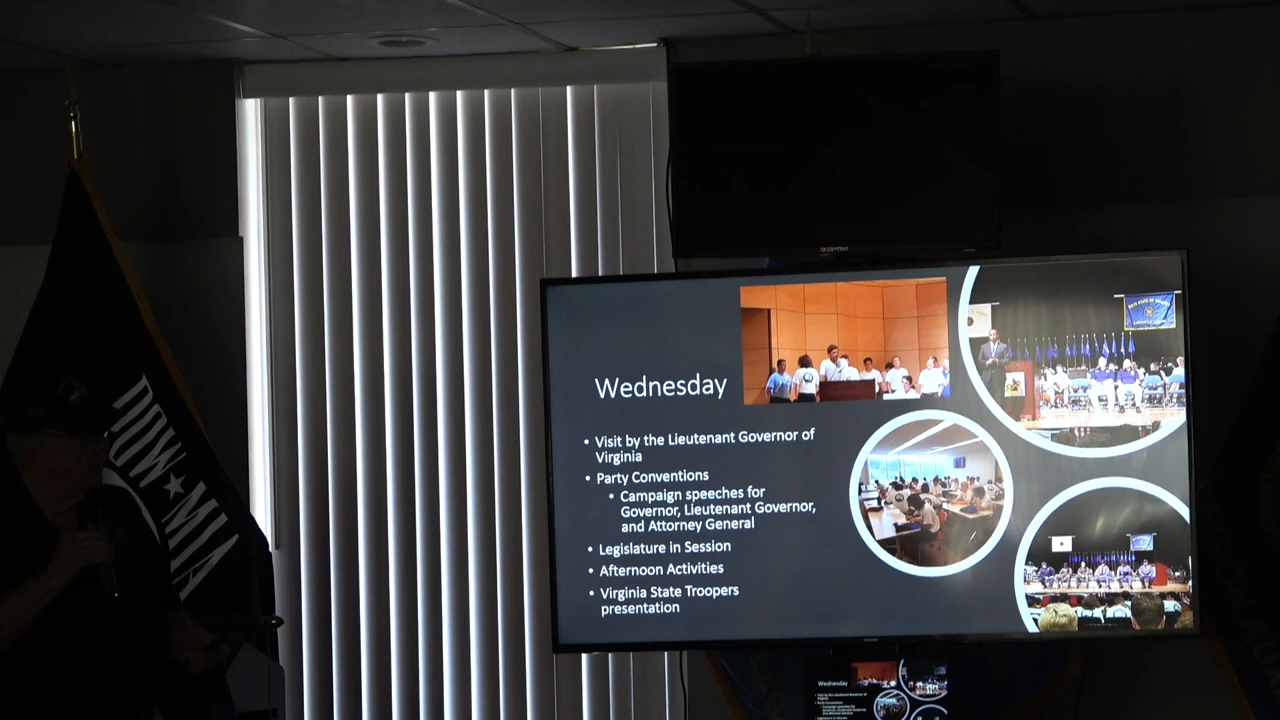 Wednesday
• Visit by the Lieutenant Governor of
Virginia
• Party Conventions
• Campaign speeches for
Governor, Lieutenant Governor,
and Attorney General
• Legislature in Session
• Afternoon Activities
• Virginia State Troopers
presentation
POW★MIA
Wednesday